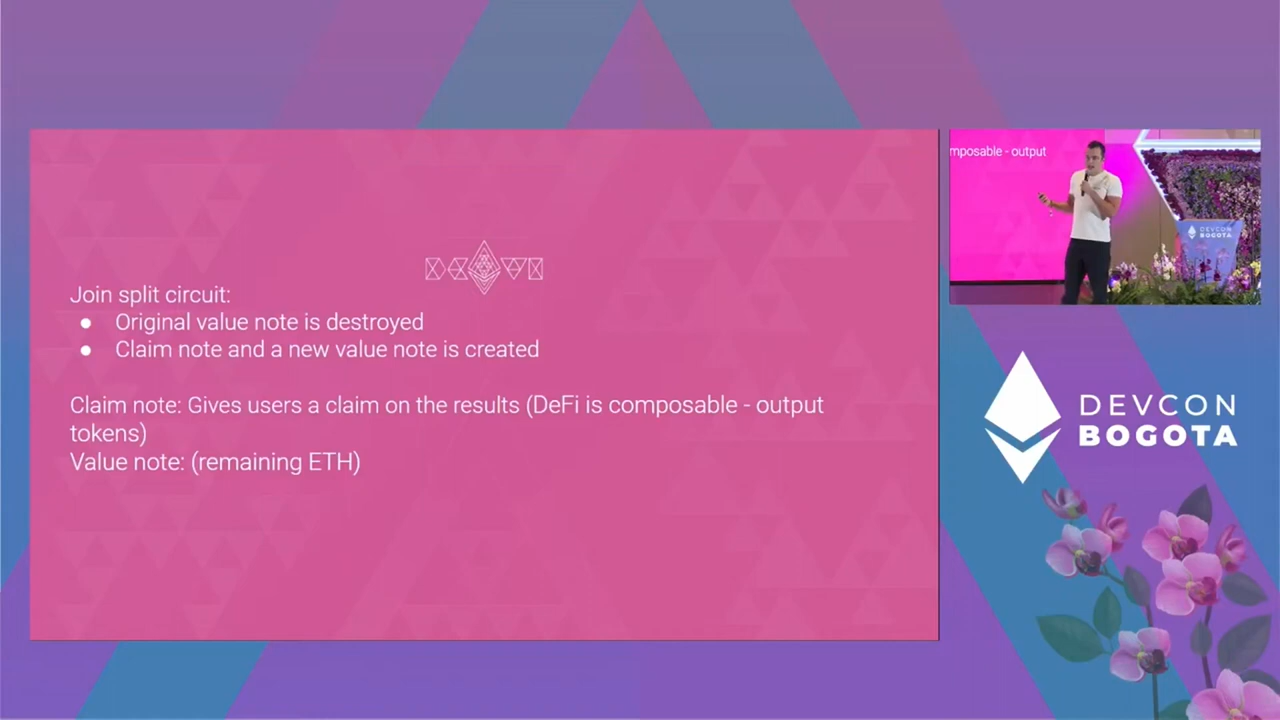 Join split circuit:
● Original value note is destroyed
● Claim note and a new value note is created
Claim note: Gives users a claim on the results (DeFi is composable - output
tokens)
Value note: (remaining ETH)
mposable - output
DEVCON
BOGOTA
DEVCON
BOGOTA